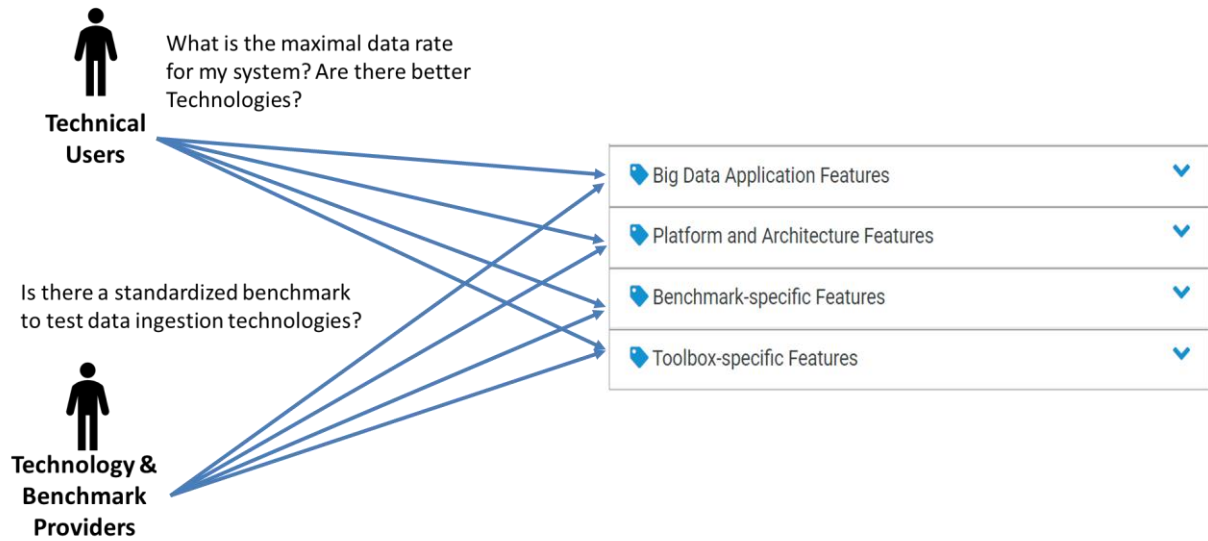 What is the maximal data rate
for my system? Are there better
Technologies?
Technical
Users
Big Data Application Features
Platform and Architecture Features
Benchmark-specific Features
Toolbox-specific Features
Is there a standardized benchmark
to test data ingestion technologies?
Technology &
Benchmark
Providers